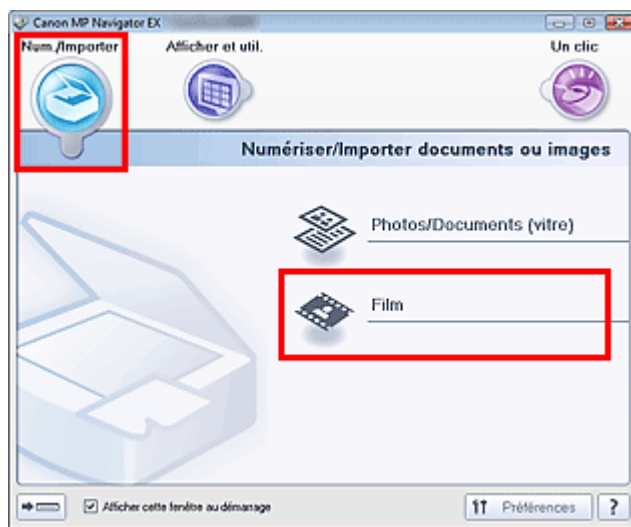 Canon MP Navigator EX
Num./Importer
Afficher et util.
Un clic
Numériser/Importer documents ou images
Photos/Documents (vitre)
Film
Afficher cette fenêtre au démarrage
Préférences
?